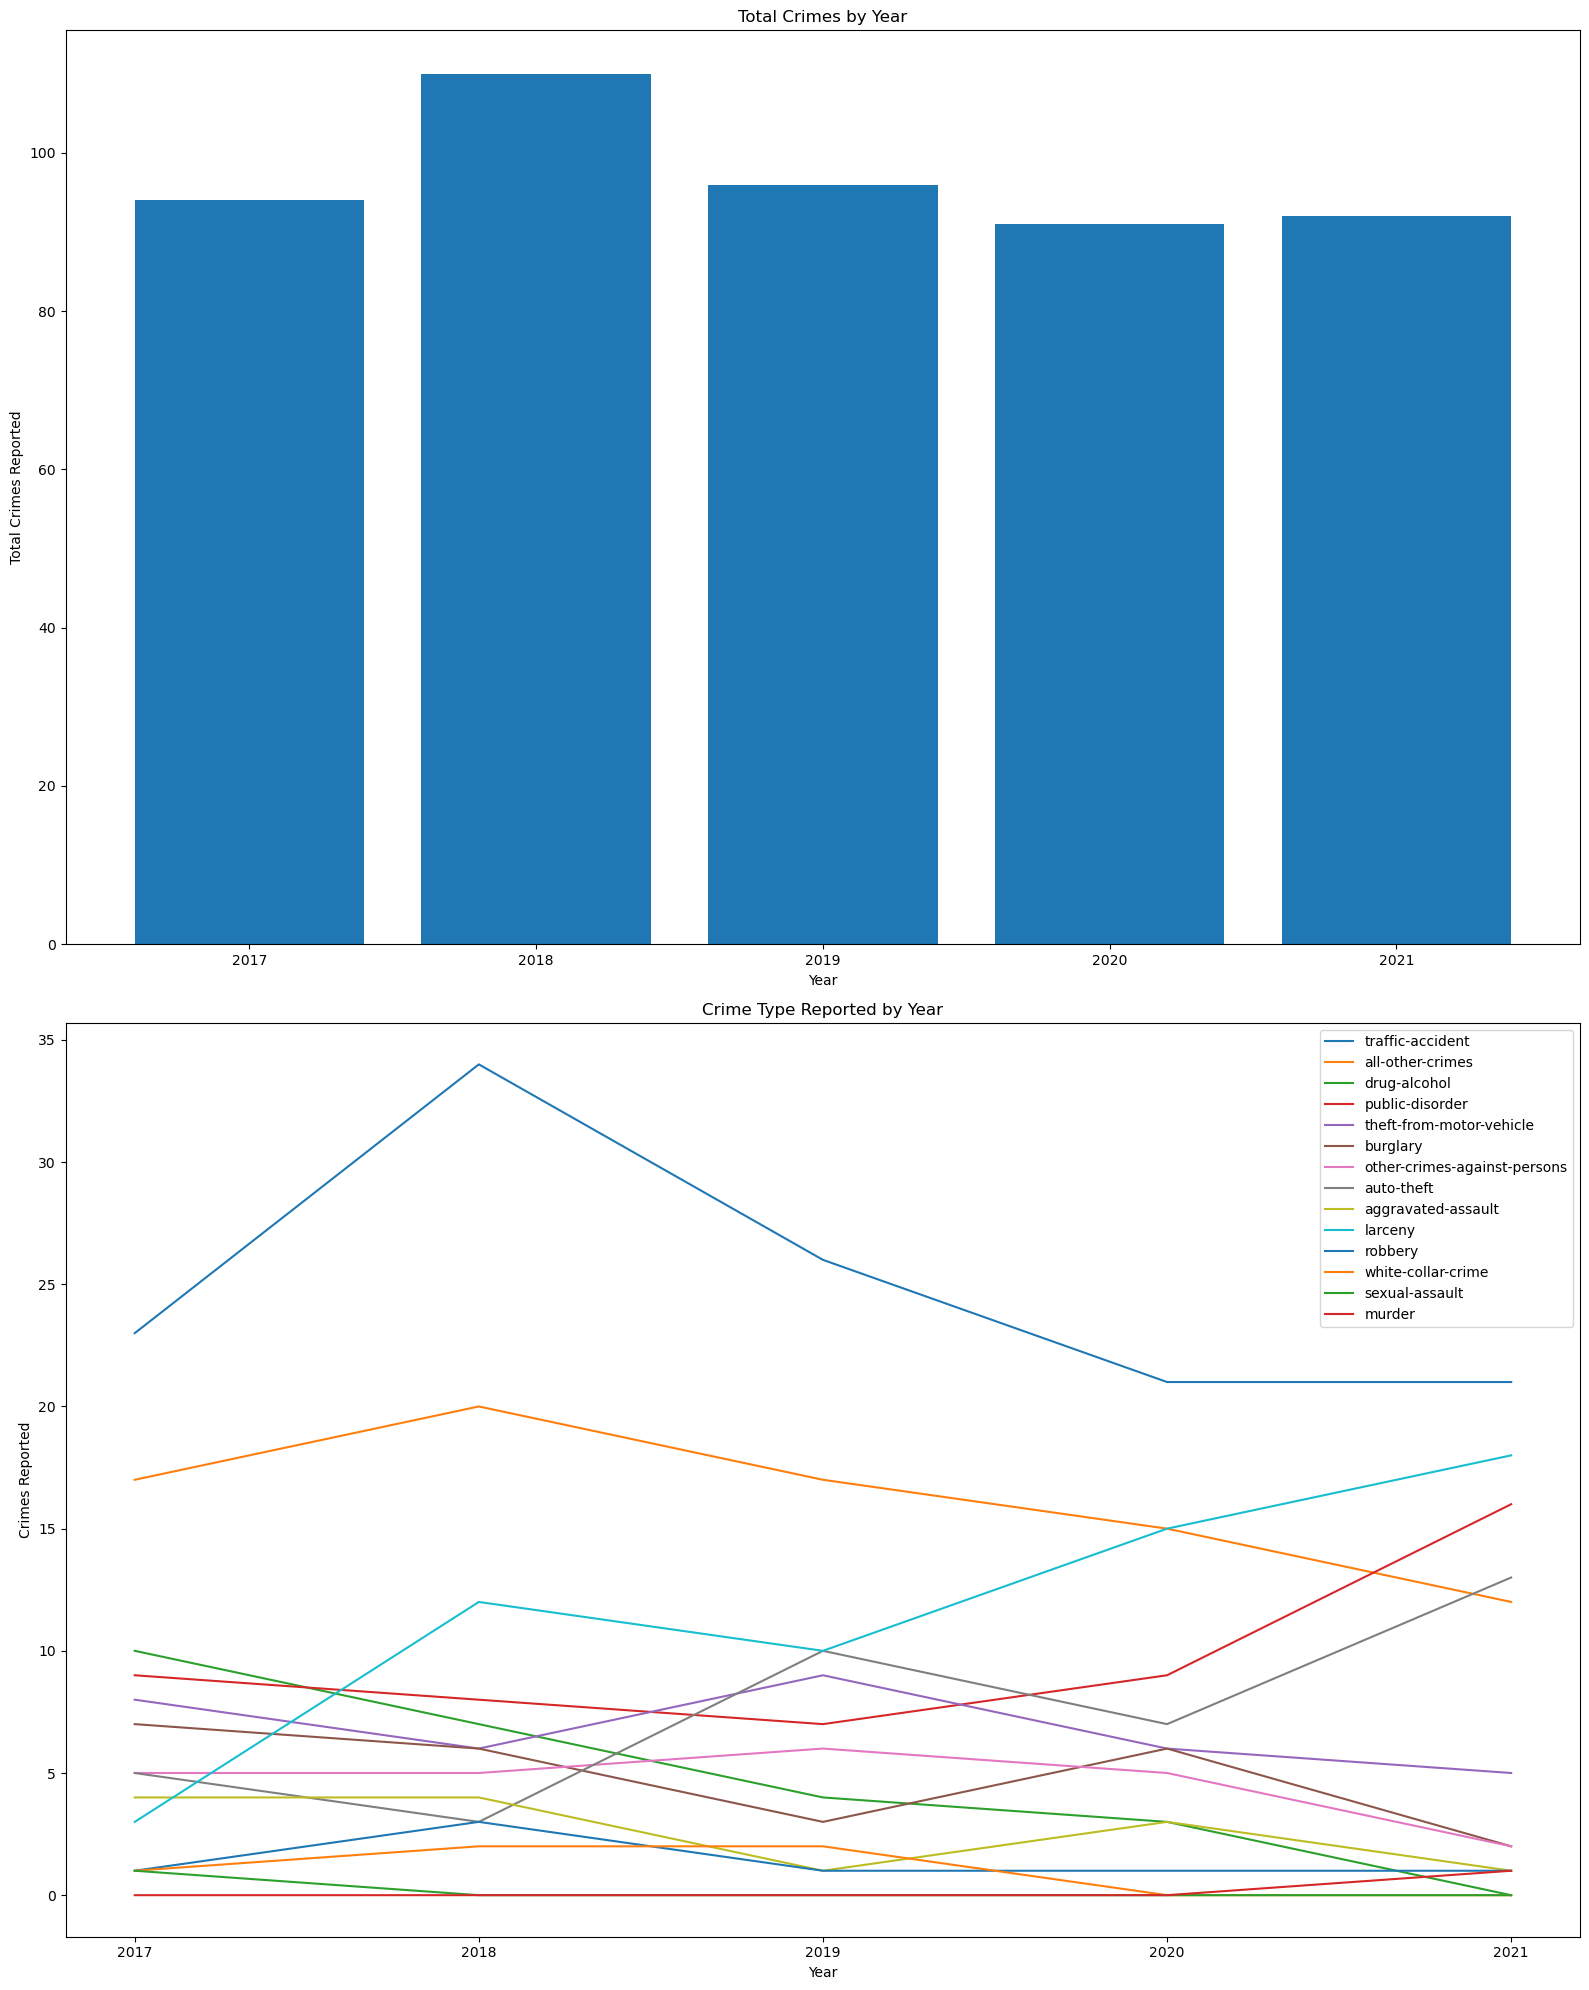 Total Crimes by Year
100
80
60
40
20
0
Total Crimes Reported
2017 2018 2019 2020 2021
Year
Crime Type Reported by Year
35
30
25
20
15
10
5
0
Crimes Reported
traffic-accident
all-other-crimes
drug-alcohol
public-disorder
theft-from-motor-vehicle
burglary
other-crimes-against-persons
auto-theft
aggravated-assault
larceny
robbery
white-collar-crime
sexual-assault
murder
2017 2018 2019 2020 2021
Year